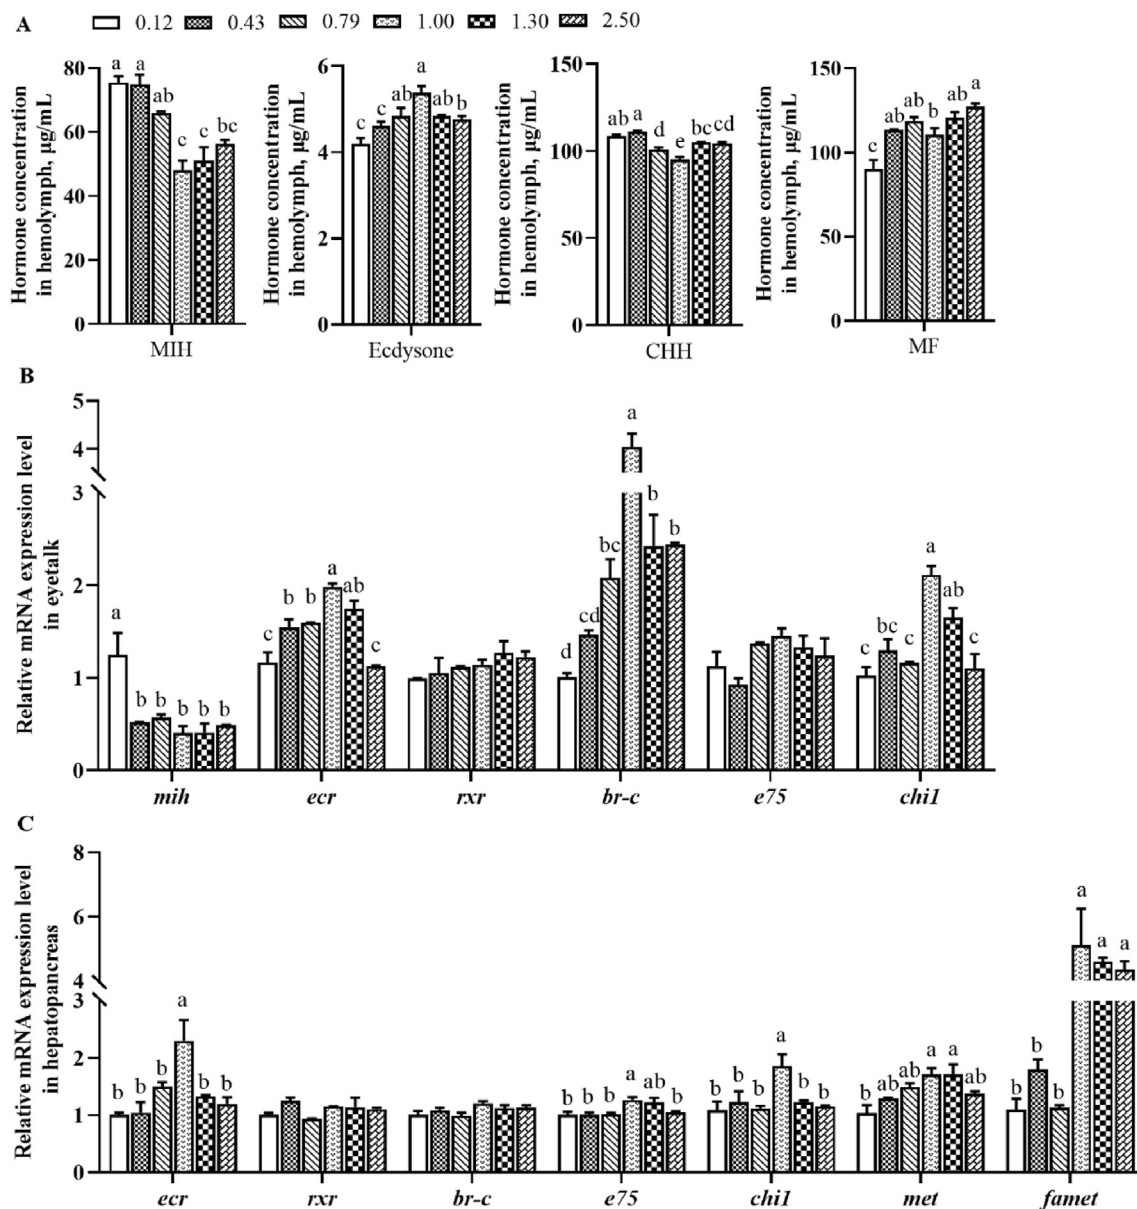 A
0.12 0.43 0.79 1.00 1.30 2.50
Hormone concentration
in hemolymph, μg/mL
80
60
40
20
0
a a ab c c bc
MIH
Hormone concentration
in hemolymph, μg/mL
6
4
2
0
c c ab a ab b
Ecdysone
Hormone concentration
in hemolymph, μg/mL
150
100
50
0
ab a d e bc cd
CHH
Hormone concentration
in hemolymph, μg/mL
150
100
50
0
c ab ab b ab a
MF
B
Relative mRNA expression level
in eyetalk
5
4
3
2
1
0
a b b b b b
c b b a ab c
d cd bc a b b
c bc c a ab c
mih ecr rxr br-c e75 chi1
C
Relative mRNA expression level
in hepatopancreas
8
6
4
3
2
1
0
b b b a b b
b b b a ab b
b b b a b b
b ab ab a a ab
b b b a a a
ecr rxr br-c e75 chi1 met famet